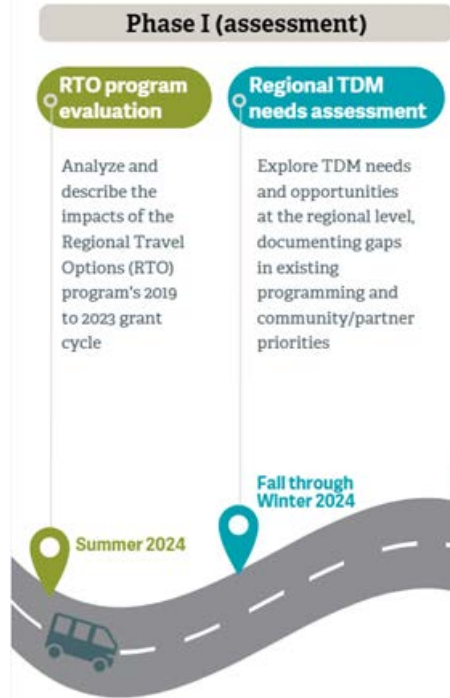 Phase I (assessment)
RTO program
evaluation
Analyze and
describe the
impacts of the
Regional Travel
Options (RTO)
program's 2019
to 2023 grant
cycle
Summer 2024
Regional TDM
needs assessment
Explore TDM needs
and opportunities
at the regional level,
documenting gaps
in existing
programming and
community/partner
priorities
Fall through
Winter 2024